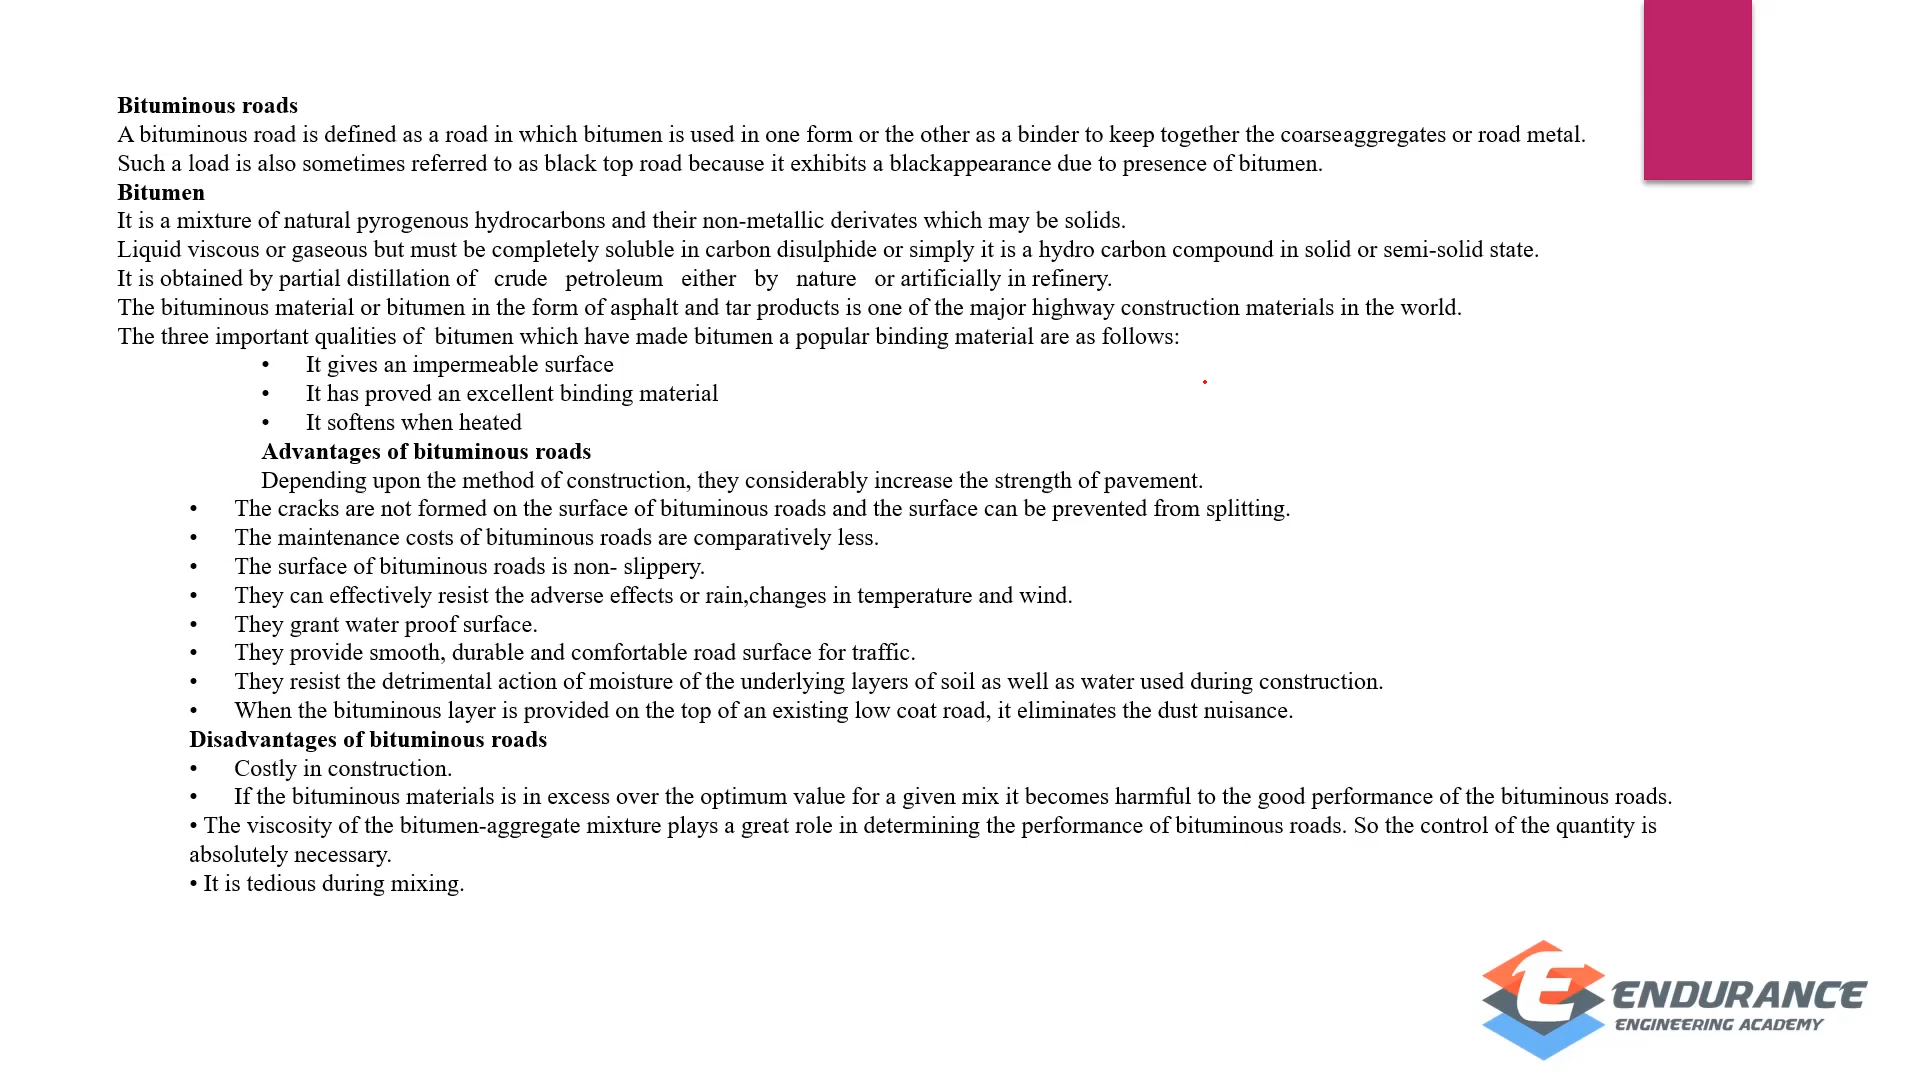 Bituminous roads
A bituminous road is defined as a road in which bitumen is used in one form or the other as a binder to keep together the coarseaggregates or road metal.
Such a load is also sometimes referred to as black top road because it exhibits a blackappearance due to presence of bitumen.
Bitumen
It is a mixture of natural pyrogenous hydrocarbons and their non-metallic derivates which may be solids.
Liquid viscous or gaseous but must be completely soluble in carbon disulphide or simply it is a hydro carbon compound in solid or semi-solid state.
It is obtained by partial distillation of crude petroleum either by nature or artificially in refinery.
The bituminous material or bitumen in the form of asphalt and tar products is one of the major highway construction materials in the world.
The three important qualities of bitumen which have made bitumen a popular binding material are as follows:
• It gives an impermeable surface
• It has proved an excellent binding material
• It softens when heated
Advantages of bituminous roads
Depending upon the method of construction, they considerably increase the strength of pavement.
• The cracks are not formed on the surface of bituminous roads and the surface can be prevented from splitting.
• The maintenance costs of bituminous roads are comparatively less.
• The surface of bituminous roads is non- slippery.
• They can effectively resist the adverse effects or rain,changes in temperature and wind.
• They grant water proof surface.
• They provide smooth, durable and comfortable road surface for traffic.
• They resist the detrimental action of moisture of the underlying layers of soil as well as water used during construction.
• When the bituminous layer is provided on the top of an existing low coat road, it eliminates the dust nuisance.
Disadvantages of bituminous roads
• Costly in construction.
• If the bituminous materials is in excess over the optimum value for a given mix it becomes harmful to the good performance of the bituminous roads.
• The viscosity of the bitumen-aggregate mixture plays a great role in determining the performance of bituminous roads. So the control of the quantity is
absolutely necessary.
• It is tedious during mixing.
E ENDURANCE
ENGINEERING ACADEMY